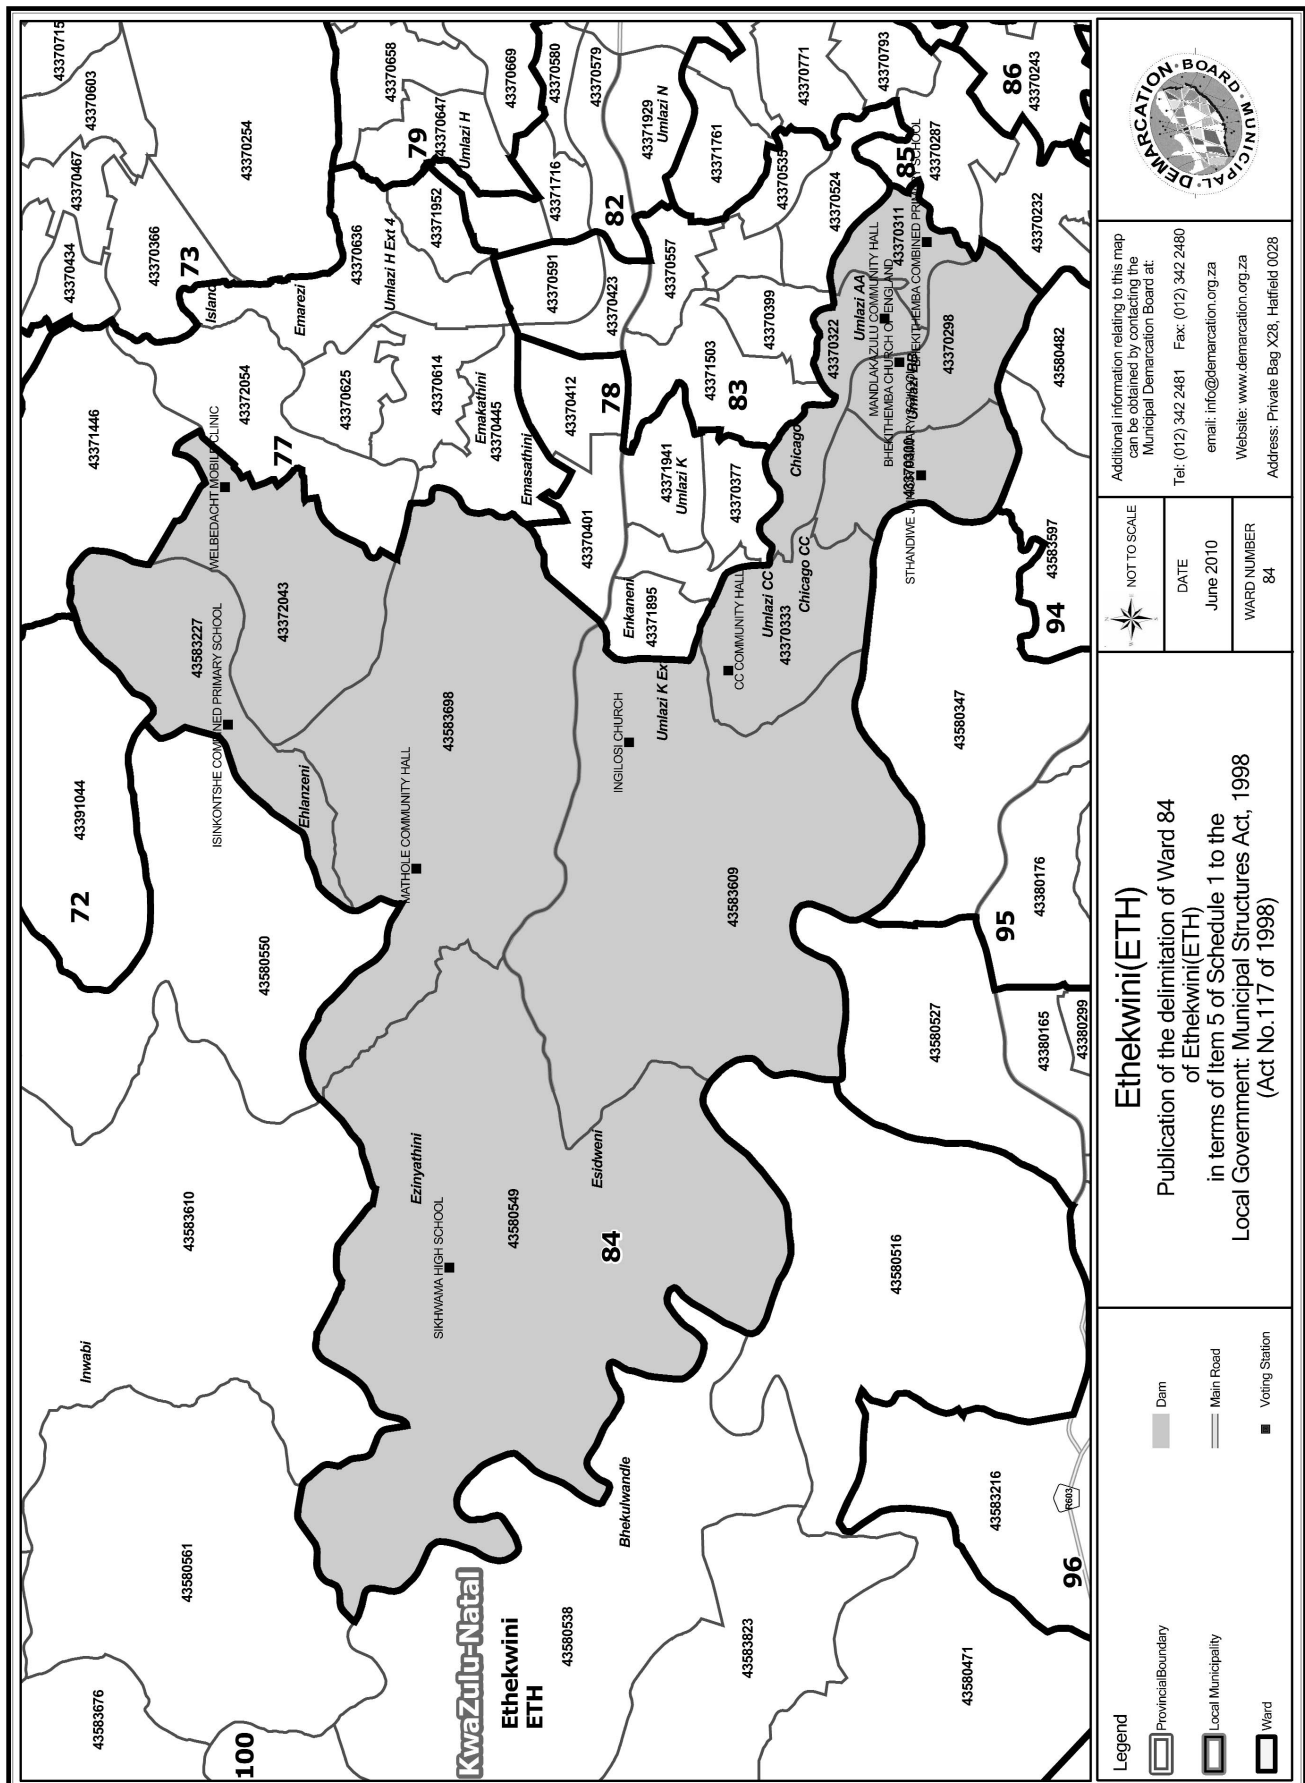 43583676
100
43580561
Inwabi
43583610
43580550
72
43391044
43371446
43370434
43370467
43370603
43370715
43370366
73
43370254
Island
Emarezi
43372054
77
43370625
WELBEDACHT MOBILE CLINIC
43583227
ISINKONTSHE COMBINED PRIMARY SCHOOL
43372043
Ehlanzeni
MATHOLE COMMUNITY HALL
43583698
43370636
Umlazi H Ext 4
43370614
Emakathini
43370445
Emasathini
43371952
79
43370658
43370647
Umlazi H
43370669
43370580
43370579
43371716
43370591
82
43370423
43370412
78
43370401
Enkaneni
43371895
43371941
Umlazi K
43370377
43371503
83
43370557
43371929
Umlazi N
43371761
43370771
43370793
43370535
43370524
43370399
86
43370243
85
43370287
43370232
43370311
43370322
Umlazi AA
MANDLAKAZULU COMMUNITY HALL
BHEKITHEMBA CHURCH OF ENGLAND
BHEKITHEMBA COMBINED PRIMARY SCHOOL
43370298
43370300
43580482
Chicago
Chicago CC
Umlazi CC
43370333
CC COMMUNITY HALL
Umlazi K Ex
INGILOSI CHURCH
43583609
43580347
43583597
94
95
43380176
43580527
43380165
43380299
Ezinyathini
SIKHWAMA HIGH SCHOOL
43580549
Esidweni
84
43580516
Bhekulwandle
KwaZulu-Natal
Ethekwini
ETH
43580538
43583823
43580471
43583216
R603
96
Legend
ProvincialBoundary
Local Municipality
Ward
Dam
Main Road
Voting Station
Ethekwini(ETH)
Publication of the delimitation of Ward 84
of Ethekwini(ETH)
in terms of Item 5 of Schedule 1 to the
Local Government: Municipal Structures Act, 1998
(Act No.117 of 1998)
NOT TO SCALE
DATE
June 2010
WARD NUMBER
84
Additional information relating to this map
can be obtained by contacting the
Municipal Demarcation Board at:
Tel: (012) 342 2481 Fax: (012) 342 2480
email: info@demarcation.org.za
Website: www.demarcation.org.za
Address: Private Bag X28, Hatfield 0028
MUNICIPAL DEMARCATION BOARD